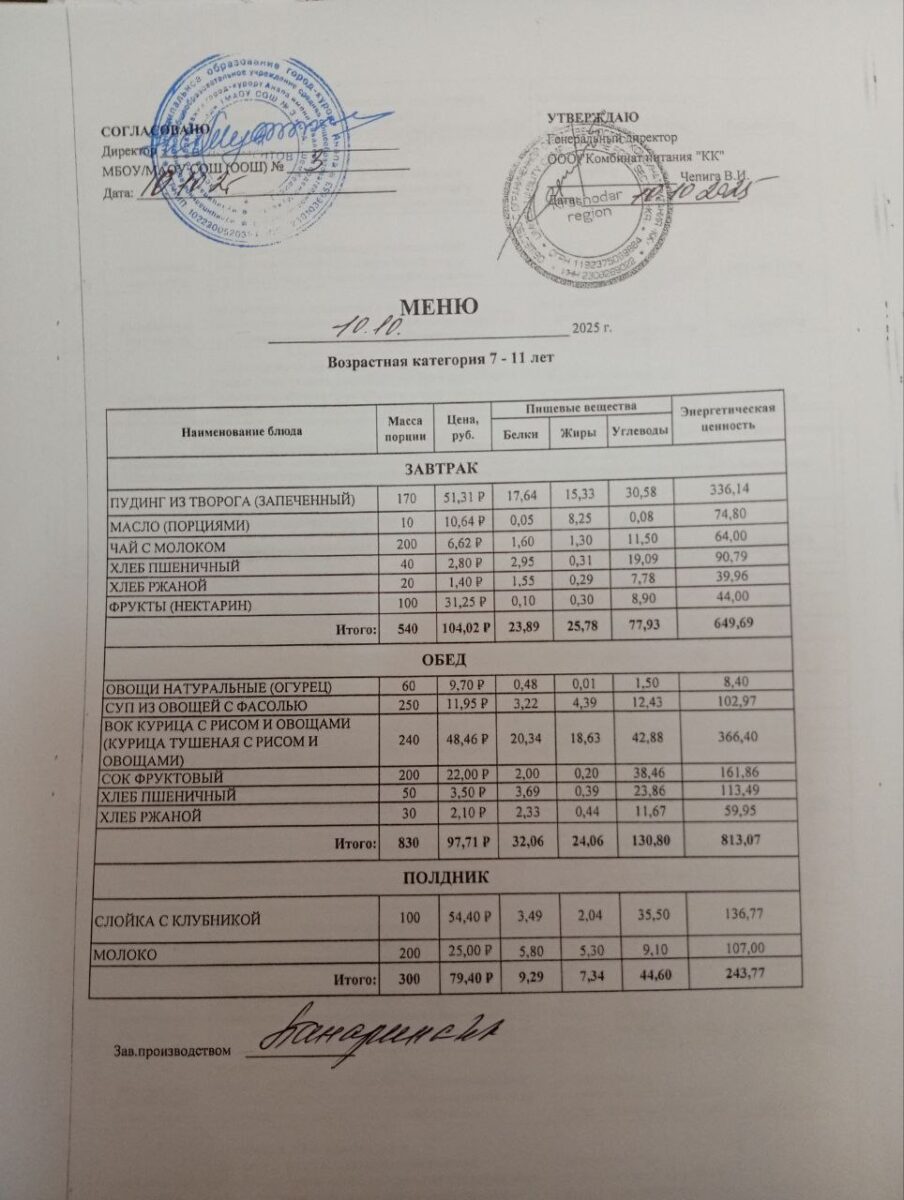 СОГЛАСОВАНО
Директор
МБОУ/МАОУ СОШ (ООШ) № 3
Дата: 10.10.25
УТВЕРЖДАЮ
Генеральный директор
ООО "Комбинат питания "КК"
Чепига В.И.
Дата: 10.10.2025
Krasnodar
region
МЕНЮ
10.10. 2025 г.
Возрастная категория 7 - 11 лет
Наименование блюда Масса порции Цена, руб. Пищевые вещества Энергетическая ценность
Белки Жиры Углеводы
ЗАВТРАК
ПУДИНГ ИЗ ТВОРОГА (ЗАПЕЧЕННЫЙ) 170 51,31 ₽ 17,64 15,33 30,58 336,14
МАСЛО (ПОРЦИЯМИ) 10 10,64 ₽ 0,05 8,25 0,08 74,80
ЧАЙ С МОЛОКОМ 200 6,62 ₽ 1,60 1,30 11,50 64,00
ХЛЕБ ПШЕНИЧНЫЙ 40 2,80 ₽ 2,95 0,31 19,09 90,79
ХЛЕБ РЖАНОЙ 20 1,40 ₽ 1,55 0,29 7,78 39,96
ФРУКТЫ (НЕКТАРИН) 100 31,25 ₽ 0,10 0,30 8,90 44,00
Итого: 540 104,02 ₽ 23,89 25,78 77,93 649,69
ОБЕД
ОВОЩИ НАТУРАЛЬНЫЕ (ОГУРЕЦ) 60 9,70 ₽ 0,48 0,01 1,50 8,40
СУП ИЗ ОВОЩЕЙ С ФАСОЛЬЮ 250 11,95 ₽ 3,22 4,39 12,43 102,97
ВОК КУРИЦА С РИСОМ И ОВОЩАМИ
(КУРИЦА ТУШЕНАЯ С РИСОМ И 240 48,46 ₽ 20,34 18,63 42,88 366,40
ОВОЩАМИ)
СОК ФРУКТОВЫЙ 200 22,00 ₽ 2,00 0,20 38,46 161,86
ХЛЕБ ПШЕНИЧНЫЙ 50 3,50 ₽ 3,69 0,39 23,86 113,49
ХЛЕБ РЖАНОЙ 30 2,10 ₽ 2,33 0,44 11,67 59,95
Итого: 830 97,71 ₽ 32,06 24,06 130,80 813,07
ПОЛДНИК
СЛОЙКА С КЛУБНИКОЙ 100 54,40 ₽ 3,49 2,04 35,50 136,77
МОЛОКО 200 25,00 ₽ 5,80 5,30 9,10 107,00
Итого: 300 79,40 ₽ 9,29 7,34 44,60 243,77
Зав.производством